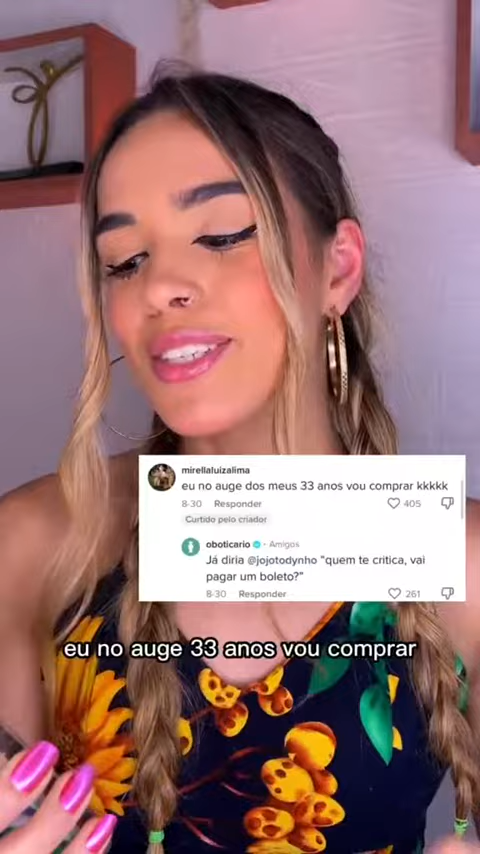 mirellaluizalima
eu no auge dos meus 33 anos vou comprar kkkkk
8-30 Responder 405
Curtido pelo criador
oboticario · Amigos
Já diria @jojotodynho "quem te critica, vai
pagar um boleto?"
8-30 Responder 261
eu no auge 33 anos vou comprar